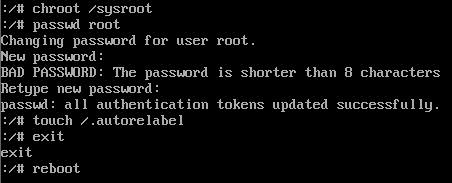 :/# chroot /sysroot
:/# passwd root
Changing password for user root.
New password:
BAD PASSWORD: The password is shorter than 8 characters
Retype new password:
passwd: all authentication tokens updated successfully.
:/# touch /.autorelabel
:/# exit
exit
:/# reboot